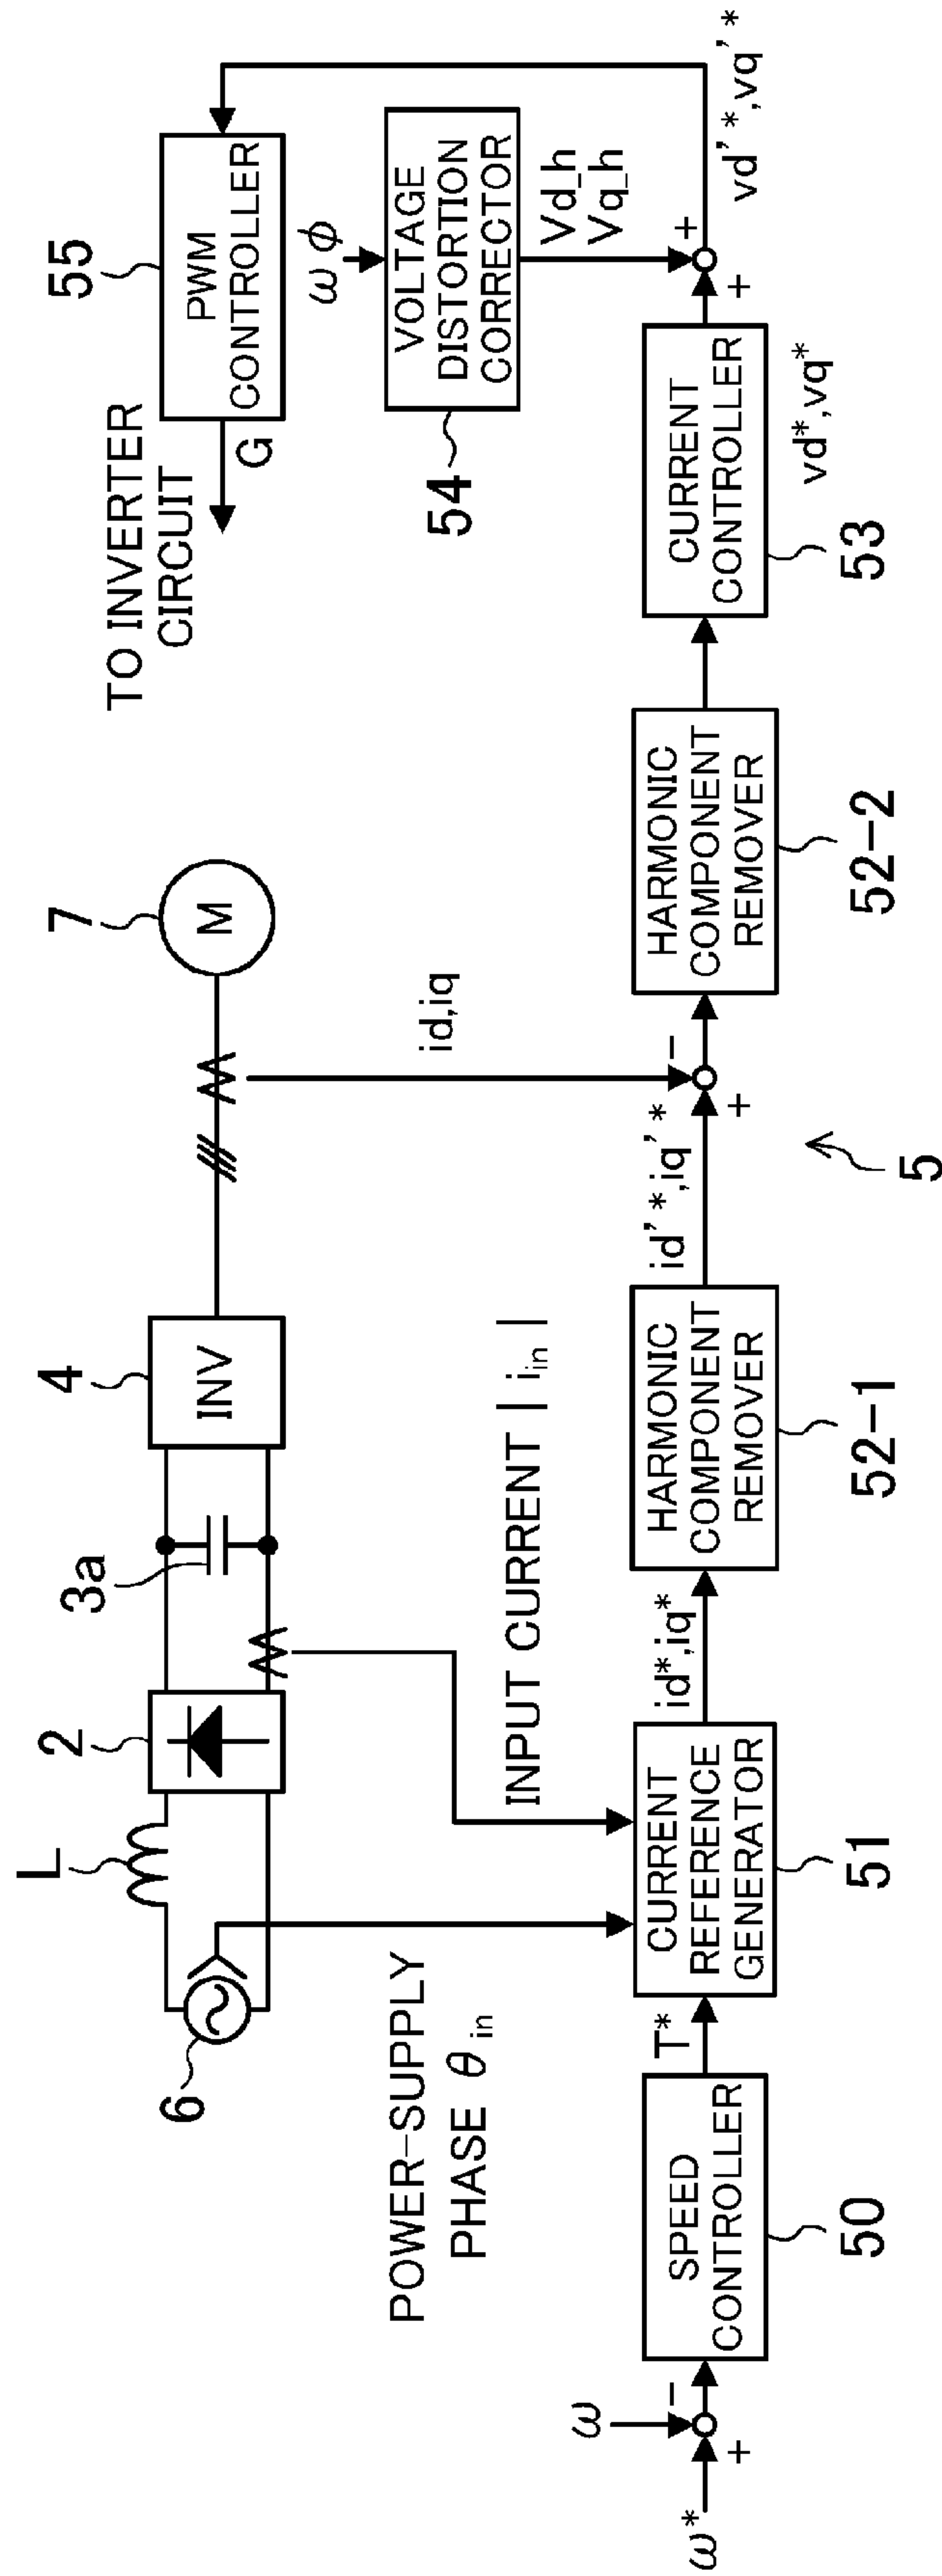 6
L
2
3a
4
INV
7
M
POWER-SUPPLY
PHASE θin
INPUT CURRENT | iin |
id,iq
TO INVERTER
CIRCUIT
G
55
PWM
CONTROLLER
ωφ
54
VOLTAGE
DISTORTION
CORRECTOR
Vd_h
Vq_h
ω*
+
ω
−
SPEED
CONTROLLER
50
T*
CURRENT
REFERENCE
GENERATOR
51
id*,iq*
HARMONIC
COMPONENT
REMOVER
52-1
id'*,iq'*
+
−
5
HARMONIC
COMPONENT
REMOVER
52-2
CURRENT
CONTROLLER
53
vd*,vq*
+
+
vd'*,vq'*